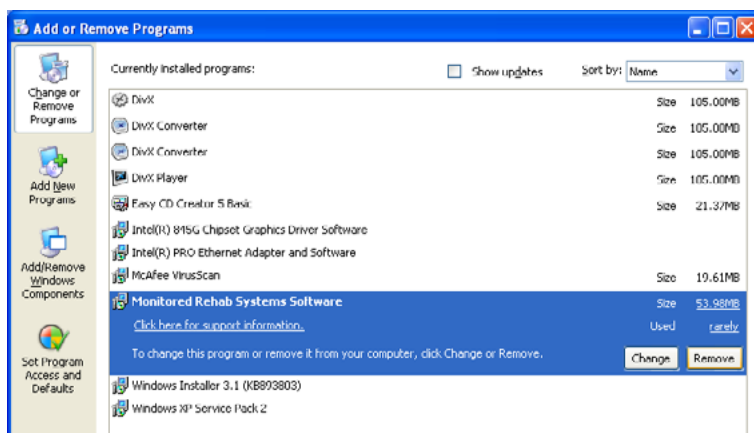 Add or Remove Programs
Change or
Remove
Programs
Add New
Programs
Add/Remove
Windows
Components
Set Program
Access and
Defaults
Currently installed programs: Show updates Sort by: Name
DivX Size 105.00MB
DivX Converter Size 105.00MB
DivX Converter Size 105.00MB
DivX Player Size 105.00MB
Easy CD Creator 5 Basic Size 21.37MB
Intel(R) 845G Chipset Graphics Driver Software
Intel(R) PRO Ethernet Adapter and Software
McAfee VirusScan Size 19.61MB
Monitored Rehab Systems Software Size 53.98MB
Click here for support information. Used rarely
To change this program or remove it from your computer, click Change or Remove. Change Remove
Windows Installer 3.1 (KB893803)
Windows XP Service Pack 2